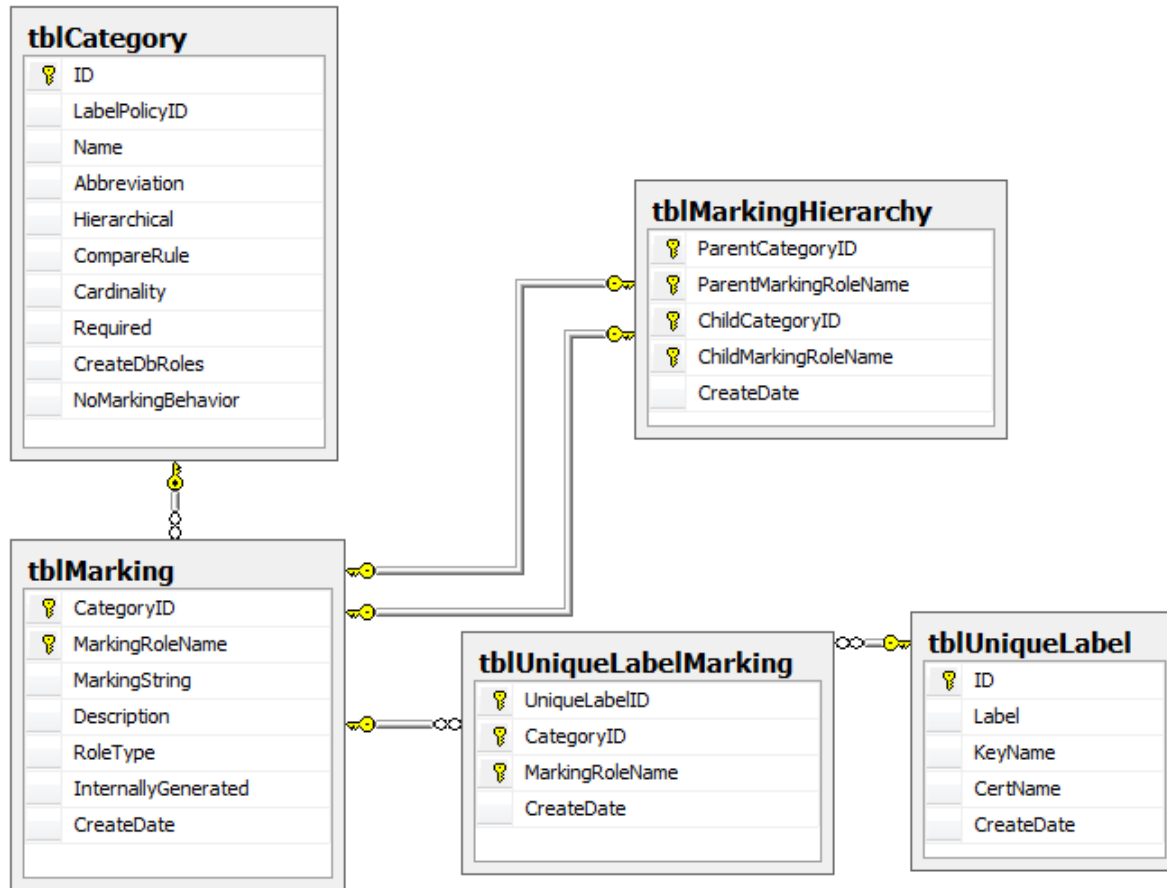 tblCategory
ID
LabelPolicyID
Name
Abbreviation
Hierarchical
CompareRule
Cardinality
Required
CreateDbRoles
NoMarkingBehavior
tblMarkingHierarchy
ParentCategoryID
ParentMarkingRoleName
ChildCategoryID
ChildMarkingRoleName
CreateDate
tblMarking
CategoryID
MarkingRoleName
MarkingString
Description
RoleType
InternallyGenerated
CreateDate
tblUniqueLabelMarking
UniqueLabelID
CategoryID
MarkingRoleName
CreateDate
tblUniqueLabel
ID
Label
KeyName
CertName
CreateDate